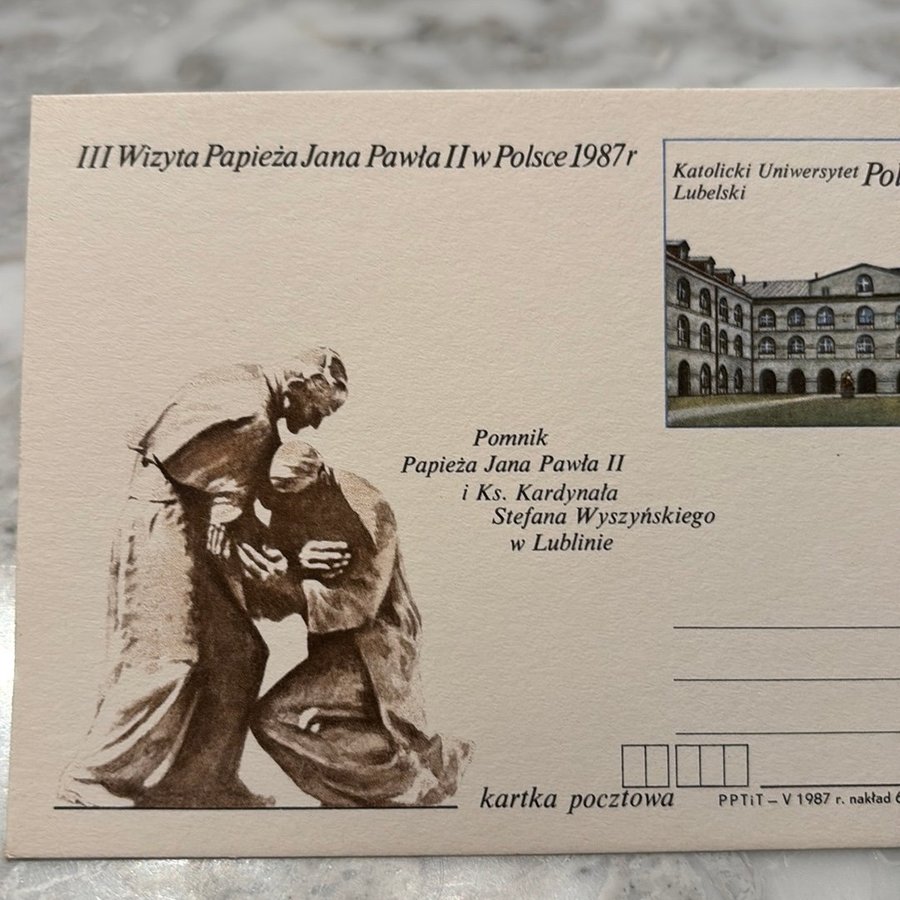 III Wizyta Papieża Jana Pawła II w Polsce 1987 r
Katolicki Uniwersytet
Lubelski
Pomnik
Papieża Jana Pawła II
i Ks. Kardynała
Stefana Wyszyńskiego
w Lublinie
kartka pocztowa
PPTiT – V 1987 r. nakład